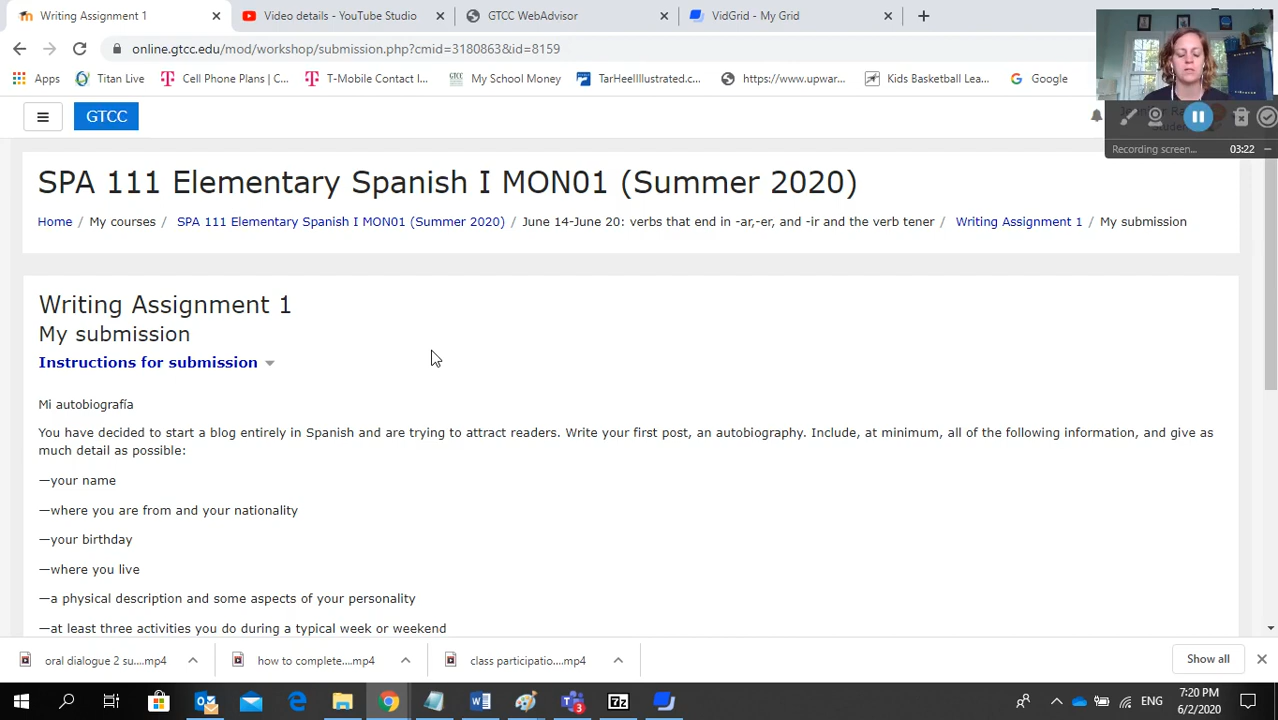 Writing Assignment 1
Video details - YouTube Studio
GTCC WebAdvisor
VidGrid - My Grid
online.gtcc.edu/mod/workshop/submission.php?cmid=3180863&id=8159
Apps
Titan Live
Cell Phone Plans | C...
T-Mobile Contact I...
My School Money
TarHeelIllustrated.c...
https://www.upwar...
Kids Basketball Lea...
Google
GTCC
Recording screen...
03:22
SPA 111 Elementary Spanish I MON01 (Summer 2020)
Home / My courses / SPA 111 Elementary Spanish I MON01 (Summer 2020) / June 14-June 20: verbs that end in -ar,-er, and -ir and the verb tener / Writing Assignment 1 / My submission
Writing Assignment 1
My submission
Instructions for submission
Mi autobiografía
You have decided to start a blog entirely in Spanish and are trying to attract readers. Write your first post, an autobiography. Include, at minimum, all of the following information, and give as
much detail as possible:
—your name
—where you are from and your nationality
—your birthday
—where you live
—a physical description and some aspects of your personality
—at least three activities you do during a typical week or weekend
oral dialogue 2 su....mp4
how to complete....mp4
class participatio....mp4
Show all
ENG
7:20 PM
6/2/2020